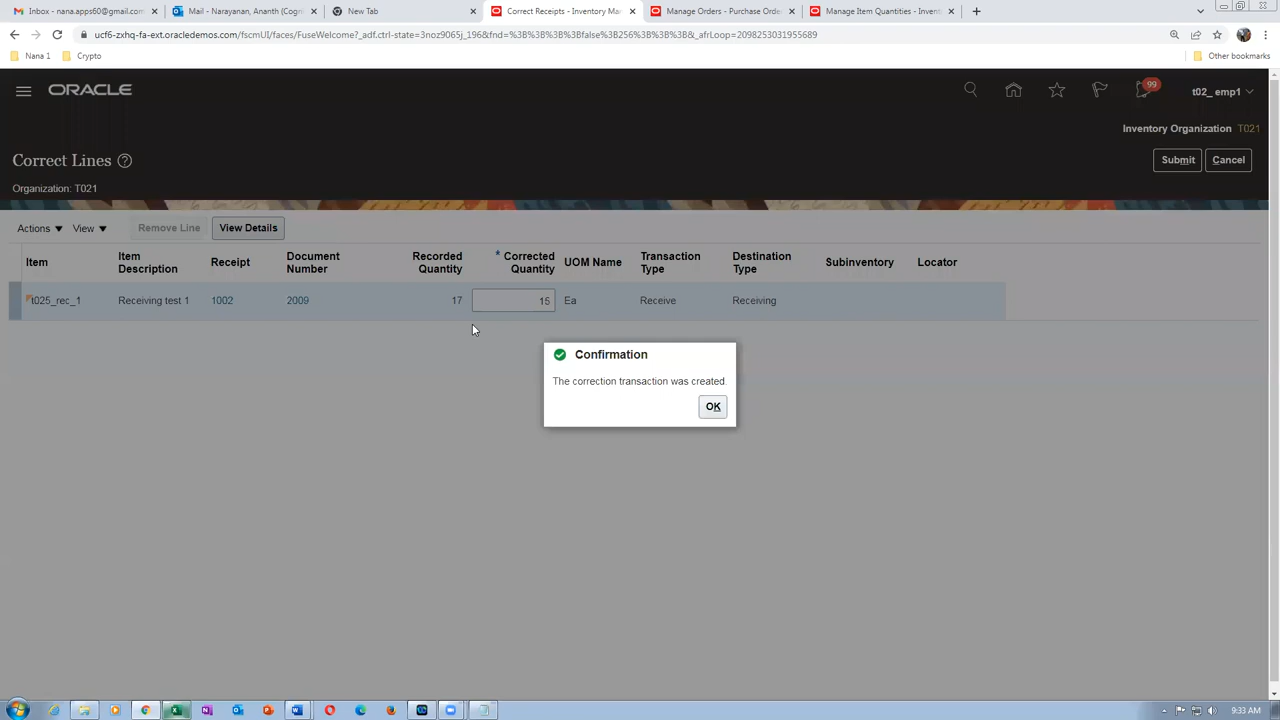 Inbox - nana.apps60@gmail.com
Mail - Narayanan, Ananth (Cogni
New Tab
Correct Receipts - Inventory Ma
Manage Orders - Purchase Order
Manage Item Quantities - Invent
ucf6-zxhq-fa-ext.oracledemos.com/fscmUI/faces/FuseWelcome?_adf.ctrl-state=3noz9065j_196&fnd=%3B%3B%3B%3Bfalse%3B256%3B%3B%3B&_afrLoop=2098253031955689
Nana 1
Crypto
Other bookmarks
ORACLE
99
t02_ emp1
Inventory Organization T021
Correct Lines
Submit
Cancel
Organization: T021
Actions
View
Remove Line
View Details
Item
Item Description
Receipt
Document Number
Recorded Quantity
* Corrected Quantity
UOM Name
Transaction Type
Destination Type
Subinventory
Locator
t025_rec_1
Receiving test 1
1002
2009
17
15
Ea
Receive
Receiving
Confirmation
The correction transaction was created.
OK
9:33 AM